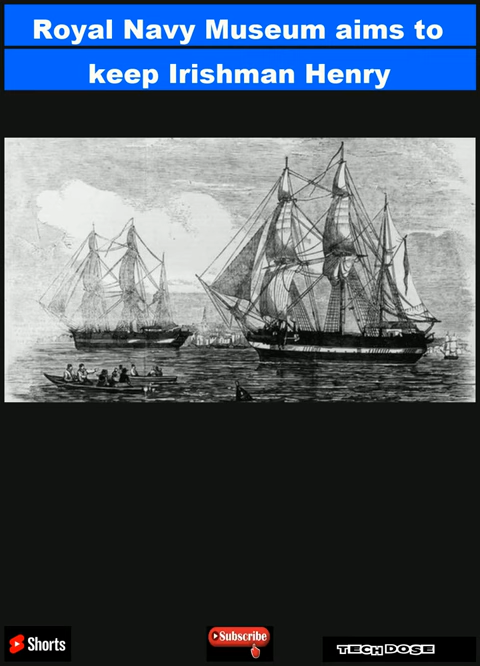 Royal Navy Museum aims to
keep Irishman Henry
Shorts
Subscribe
TECH DOSE